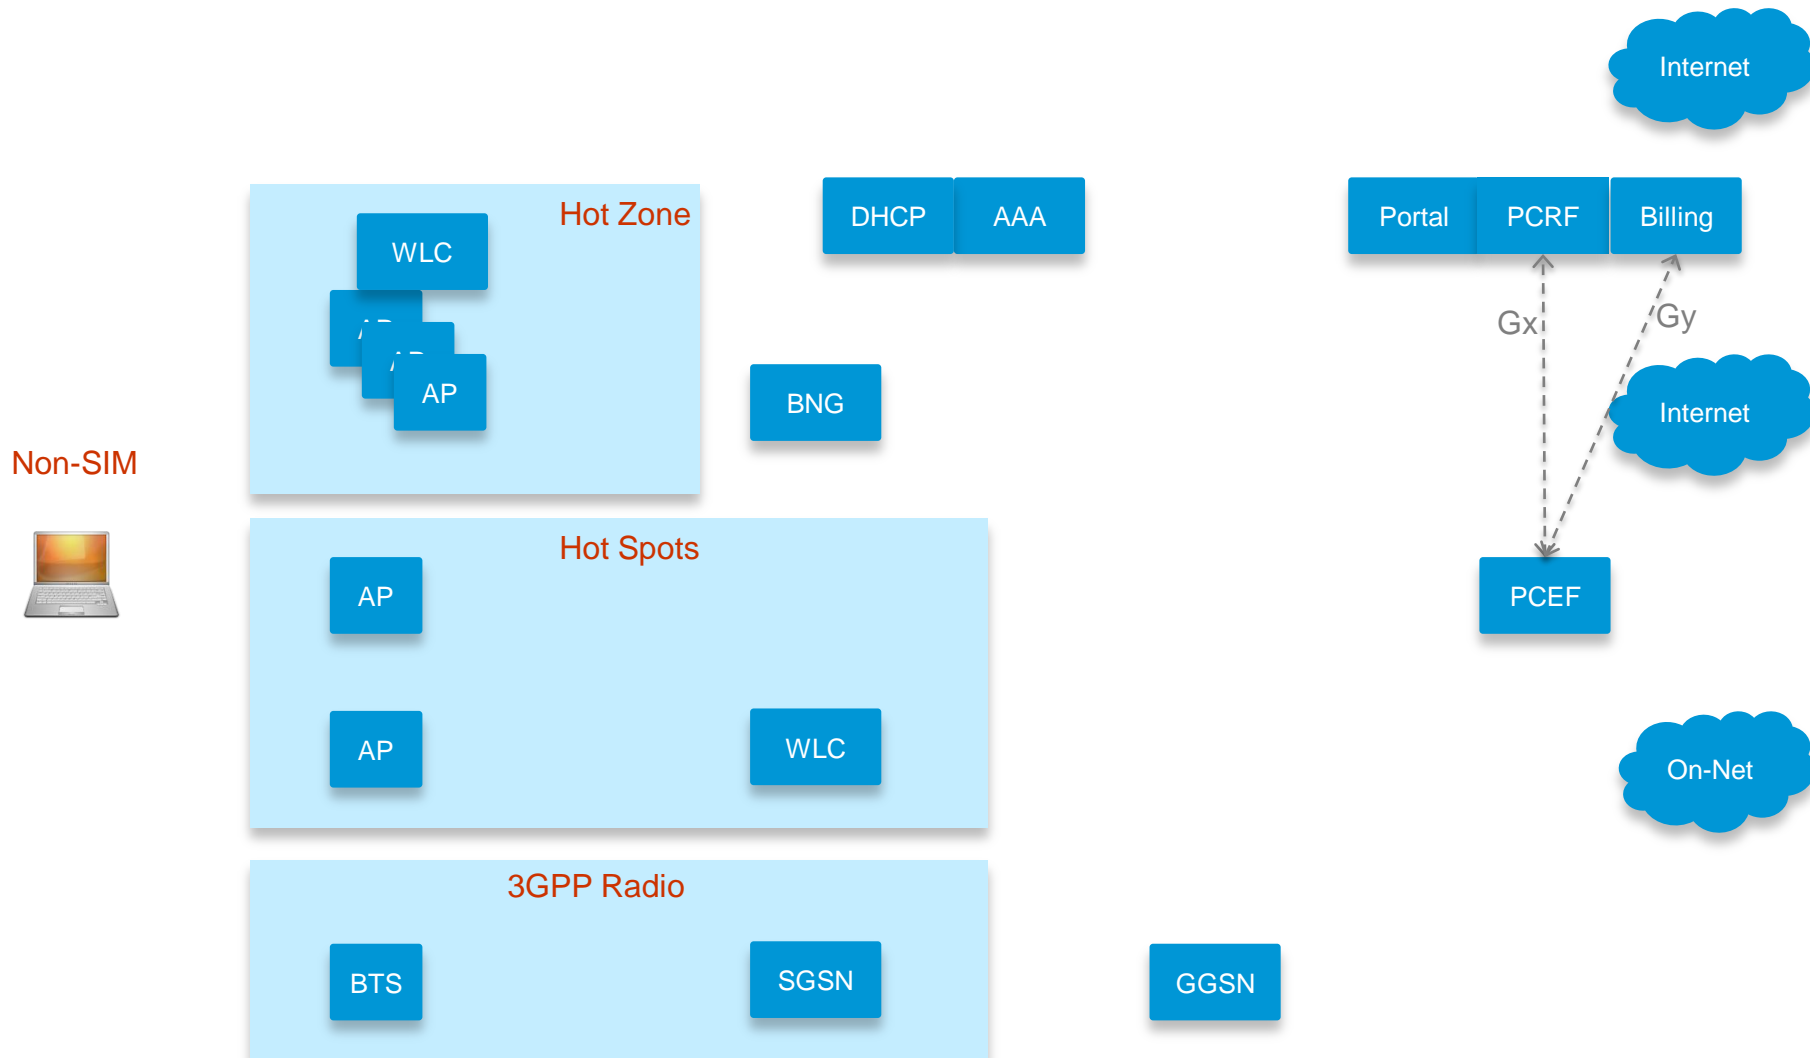 Internet
Hot Zone
WLC
AP
DHCP
AAA
Portal
PCRF
Billing
Gx
Gy
BNG
Internet
Non-SIM
Hot Spots
AP
PCEF
AP
WLC
On-Net
3GPP Radio
BTS
SGSN
GGSN